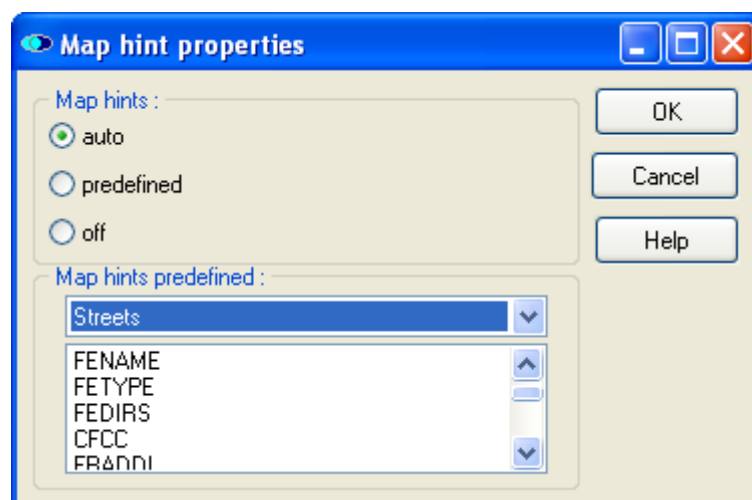 Map hint properties
Map hints :
auto
predefined
off
OK
Cancel
Help
Map hints predefined :
Streets
FENAME
FETYPE
FEDIRS
CFCC